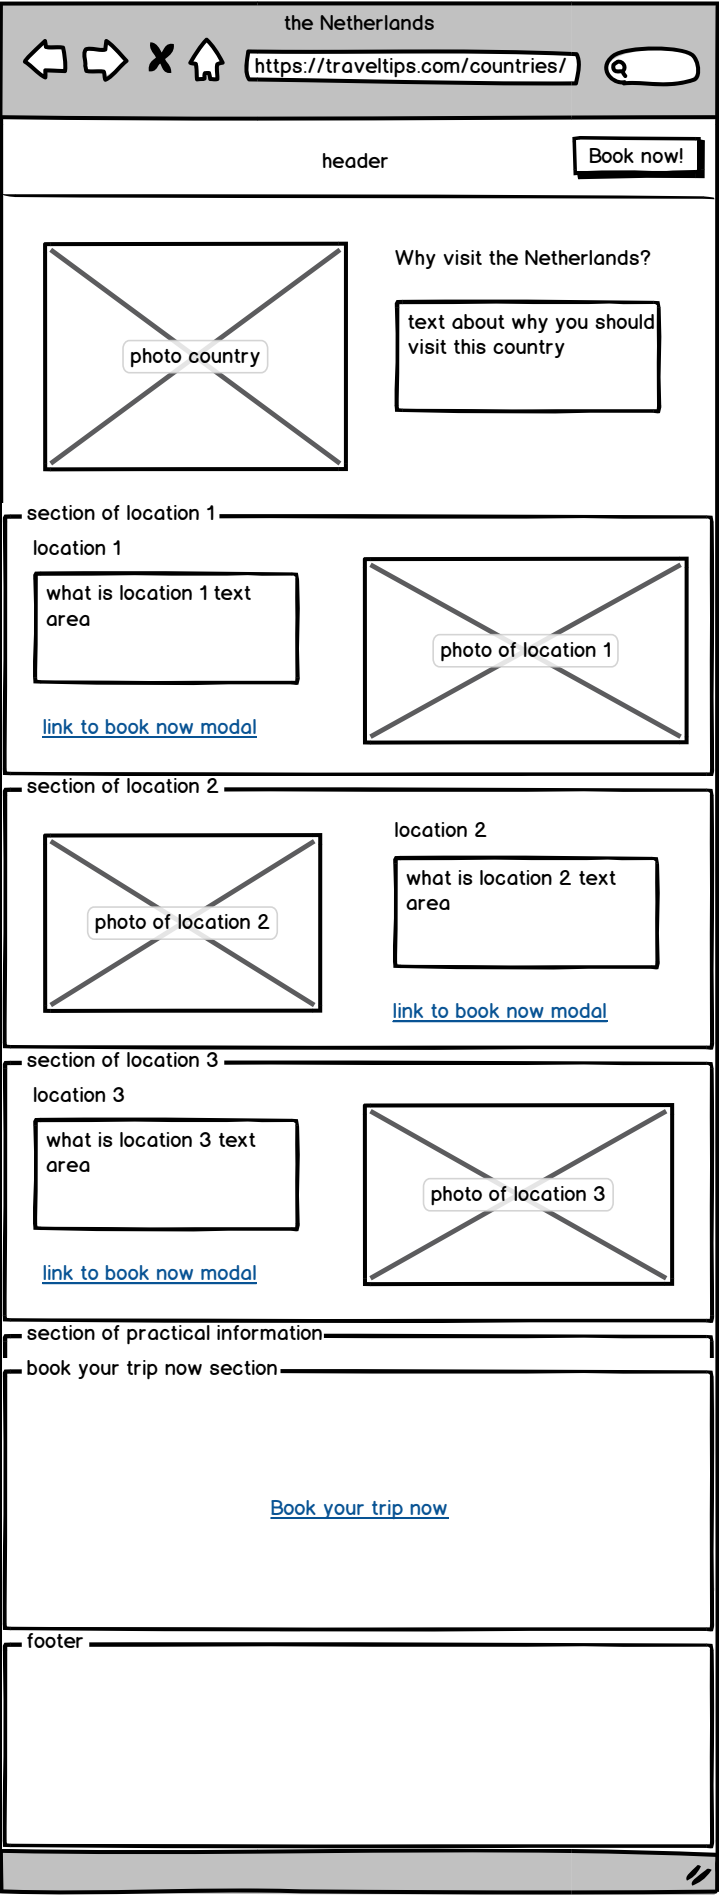 the Netherlands
https://traveltips.com/countries/
header
Book now!
Why visit the Netherlands?
text about why you should
visit this country
photo country
section of location 1
location 1
what is location 1 text
area
photo of location 1
link to book now modal
section of location 2
location 2
what is location 2 text
area
photo of location 2
link to book now modal
section of location 3
location 3
what is location 3 text
area
photo of location 3
link to book now modal
section of practical information
book your trip now section
Book your trip now
footer